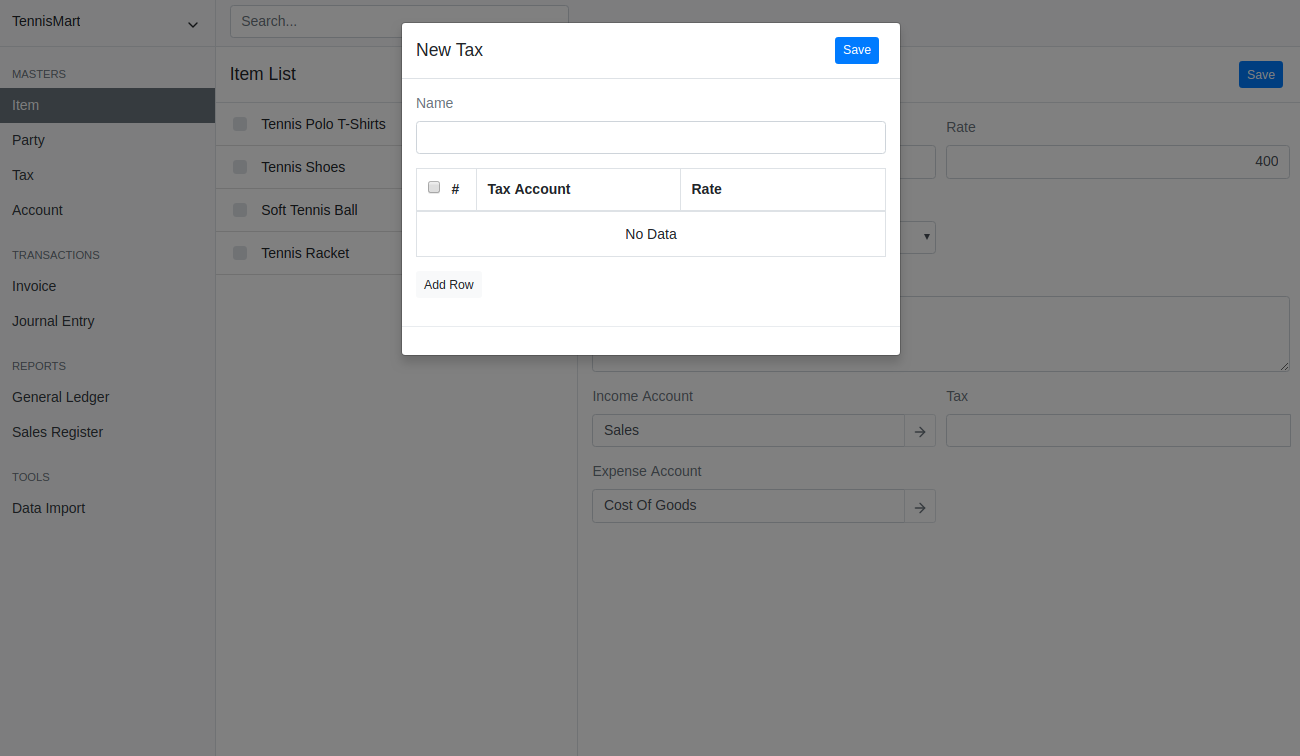 TennisMart
Search...
MASTERS
Item
Party
Tax
Account
TRANSACTIONS
Invoice
Journal Entry
REPORTS
General Ledger
Sales Register
TOOLS
Data Import
Item List
Tennis Polo T-Shirts
Tennis Shoes
Soft Tennis Ball
Tennis Racket
New Tax
Save
Name
# Tax Account Rate
No Data
Add Row
Save
Rate
400
Income Account Tax
Sales
Expense Account
Cost Of Goods